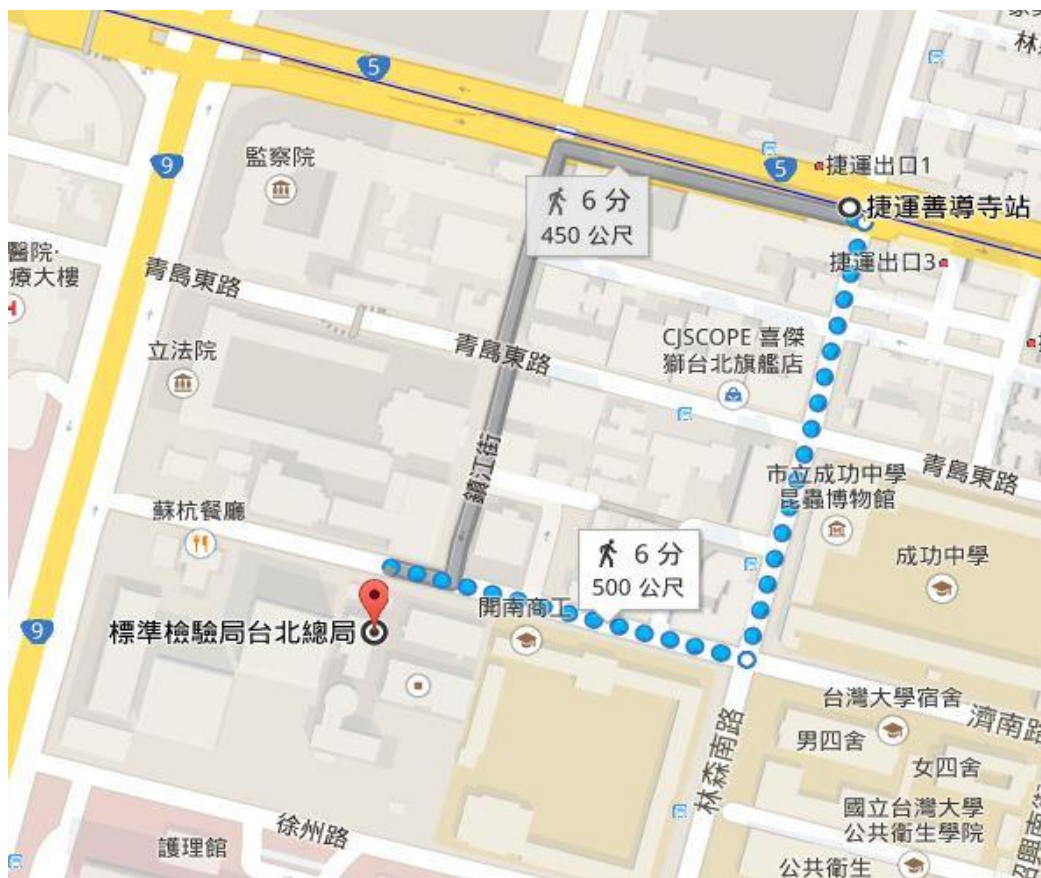 5
林
9
監察院
5
捷運出口1
6 分
450 公尺
捷運善導寺站
醫院·
療大樓
捷運出口3
青島東路
CJSCOPE 喜傑
獅台北旗艦店
立法院
青島東路
青島東路
鎮江街
市立成功中學
昆蟲博物館
蘇杭餐廳
成功中學
6 分
500 公尺
開南商工
9
標準檢驗局台北總局
台灣大學宿舍
濟南路
男四舍
女四舍
林森南路
國立台灣大學
公共衛生學院
徐州路
護理館
紹興南街
公共衛生